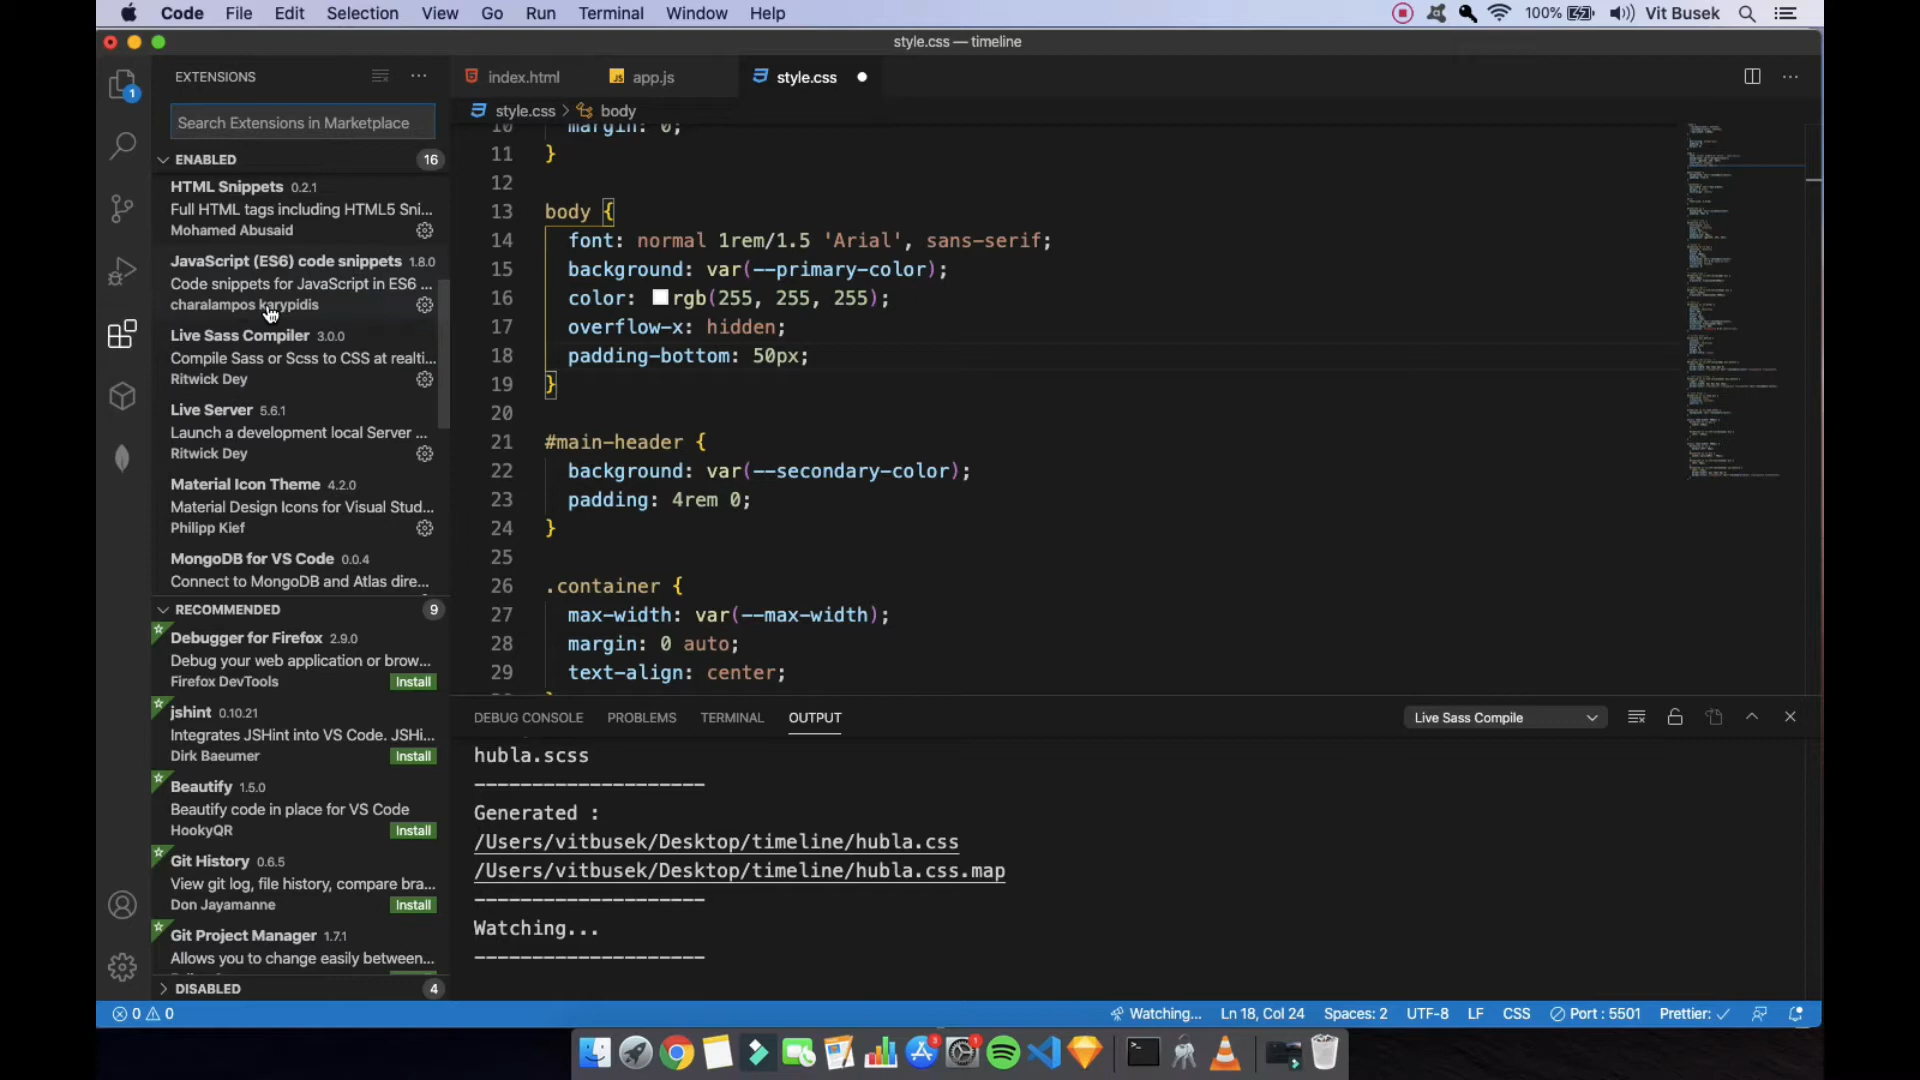 Code File Edit Selection View Go Run Terminal Window Help 100% Vit Busek
style.css — timeline
EXTENSIONS
Search Extensions in Marketplace
ENABLED 16
HTML Snippets 0.2.1
Full HTML tags including HTML5 Sni...
Mohamed Abusaid
JavaScript (ES6) code snippets 1.8.0
Code snippets for JavaScript in ES6 ...
charalampos karypidis
Live Sass Compiler 3.0.0
Compile Sass or Scss to CSS at realti...
Ritwick Dey
Live Server 5.6.1
Launch a development local Server ...
Ritwick Dey
Material Icon Theme 4.2.0
Material Design Icons for Visual Stud...
Philipp Kief
MongoDB for VS Code 0.0.4
Connect to MongoDB and Atlas dire...
RECOMMENDED 9
Debugger for Firefox 2.9.0
Debug your web application or brow...
Firefox DevTools Install
jshint 0.10.21
Integrates JSHint into VS Code. JSHi...
Dirk Baeumer Install
Beautify 1.5.0
Beautify code in place for VS Code
HookyQR Install
Git History 0.6.5
View git log, file history, compare bra...
Don Jayamanne Install
Git Project Manager 1.7.1
Allows you to change easily between...
DISABLED 4
index.html app.js style.css
style.css > body
10 margin: 0;
11 }
12
13 body {
14 font: normal 1rem/1.5 'Arial', sans-serif;
15 background: var(--primary-color);
16 color: rgb(255, 255, 255);
17 overflow-x: hidden;
18 padding-bottom: 50px;
19 }
20
21 #main-header {
22 background: var(--secondary-color);
23 padding: 4rem 0;
24 }
25
26 .container {
27 max-width: var(--max-width);
28 margin: 0 auto;
29 text-align: center;
DEBUG CONSOLE PROBLEMS TERMINAL OUTPUT Live Sass Compile
hubla.scss
--------------------
Generated :
/Users/vitbusek/Desktop/timeline/hubla.css
/Users/vitbusek/Desktop/timeline/hubla.css.map
--------------------
Watching...
--------------------
0 0 Watching... Ln 18, Col 24 Spaces: 2 UTF-8 LF CSS Port : 5501 Prettier: ✓